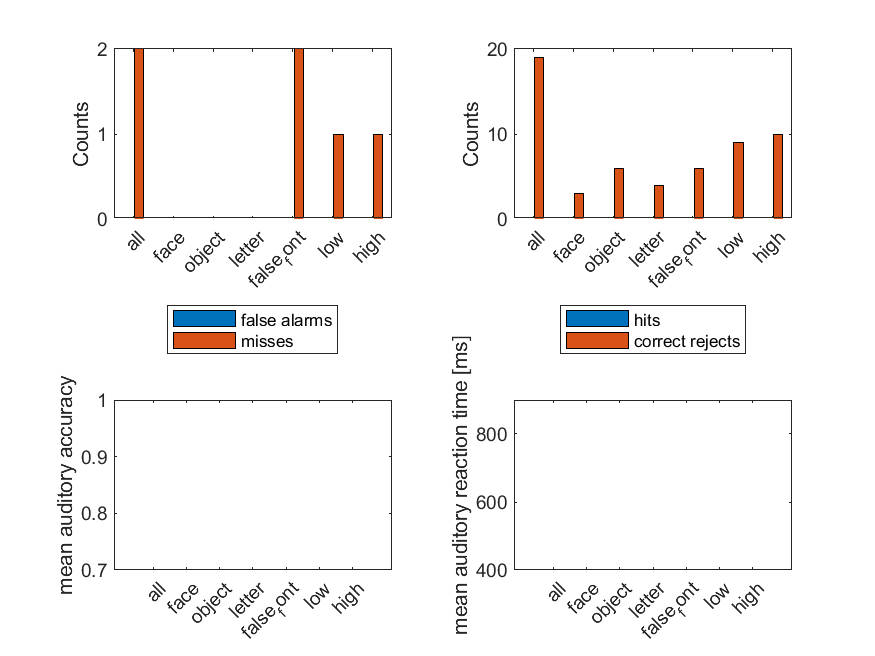 Counts
2
1
0
all
face
object
letter
false_font
low
high
false alarms
misses
Counts
20
10
0
all
face
object
letter
false_font
low
high
hits
correct rejects
mean auditory accuracy
1
0.9
0.8
0.7
all
face
object
letter
false_font
low
high
mean auditory reaction time [ms]
800
600
400
all
face
object
letter
false_font
low
high